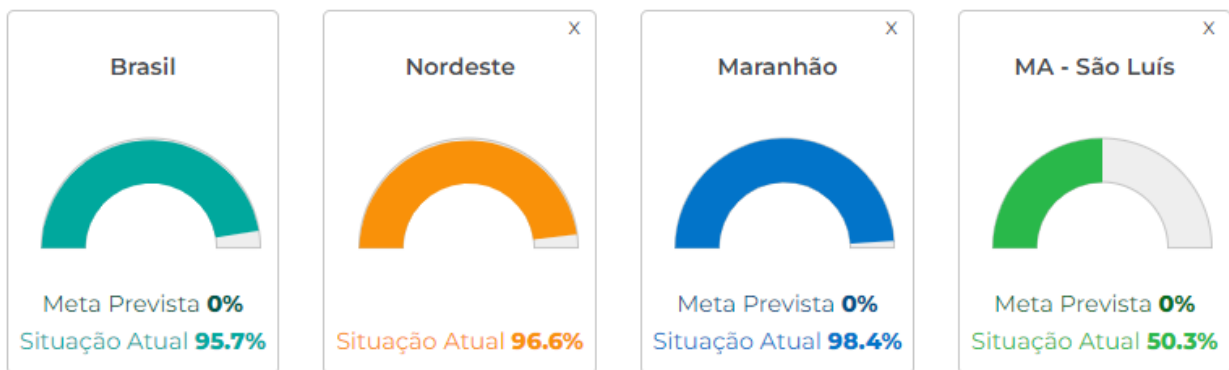 Brasil
Meta Prevista 0%
Situação Atual 95.7%
X
Nordeste
Situação Atual 96.6%
X
Maranhão
Meta Prevista 0%
Situação Atual 98.4%
X
MA - São Luís
Meta Prevista 0%
Situação Atual 50.3%